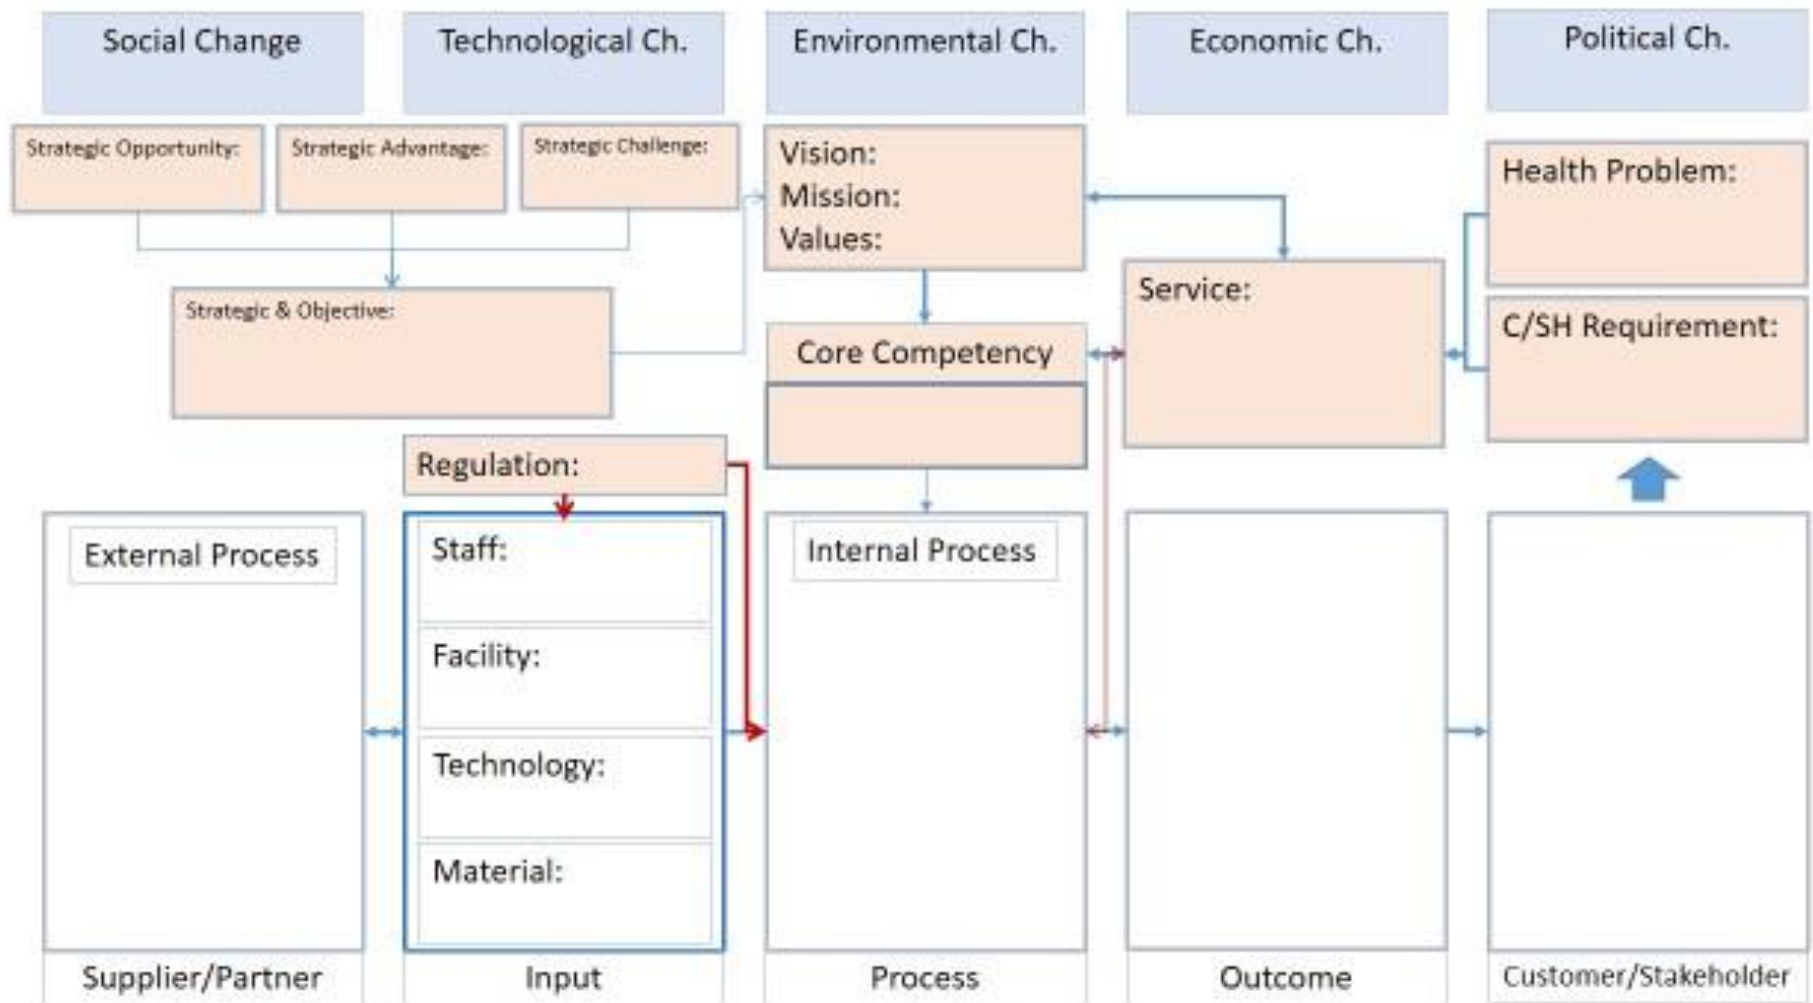 Social Change
Technological Ch.
Environmental Ch.
Economic Ch.
Political Ch.
Strategic Opportunity:
Strategic Advantage:
Strategic Challenge:
Vision:
Mission:
Values:
Health Problem:
Strategic & Objective:
Service:
C/SH Requirement:
Core Competency
Regulation:
External Process
Staff:
Facility:
Technology:
Material:
Internal Process
Supplier/Partner
Input
Process
Outcome
Customer/Stakeholder